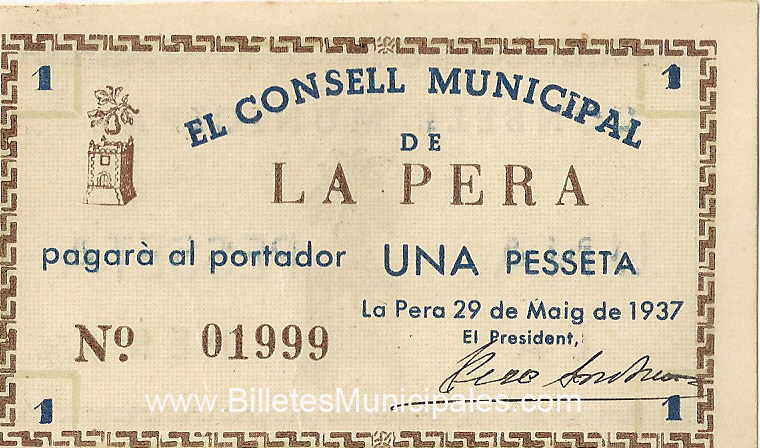 1 1
EL CONSELL MUNICIPAL
DE
LA PERA
pagarà al portador UNA PESSETA
La Pera 29 de Maig de 1937
Nº 01999
El President,
www.BilletesMunicipales.com
1 1